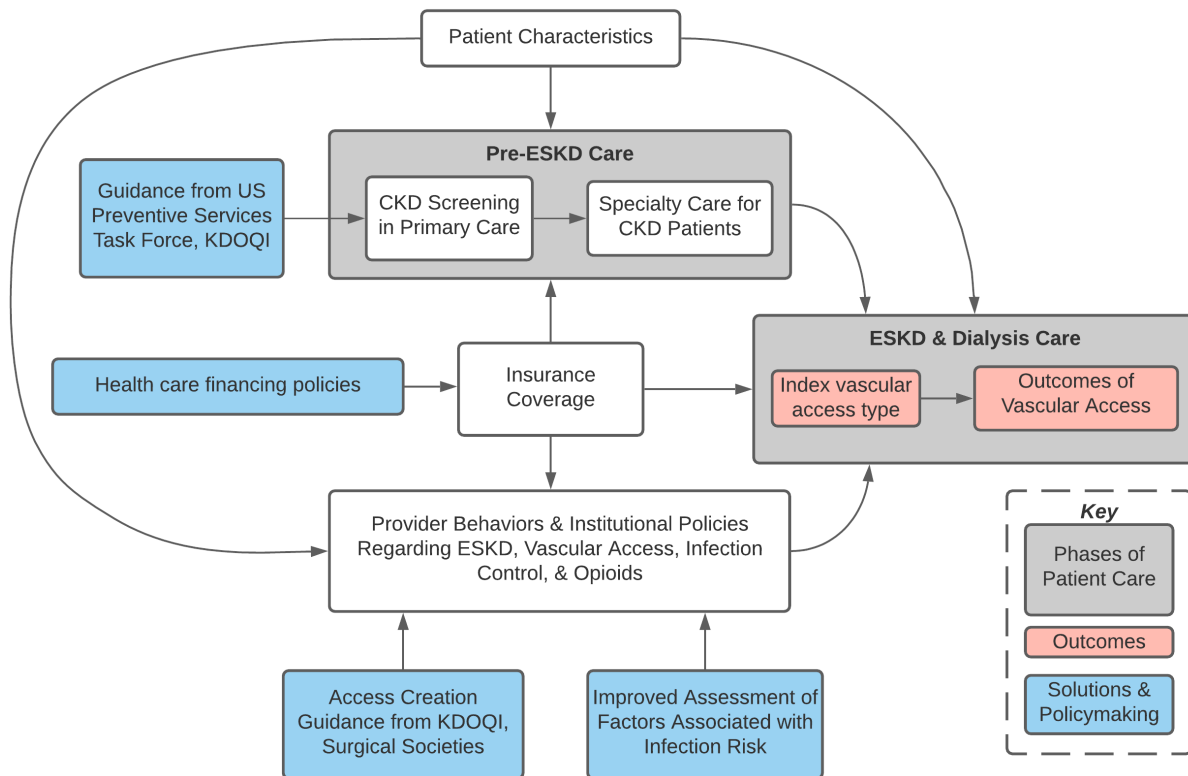 Patient Characteristics
Pre-ESKD Care
Guidance from US
Preventive Services
Task Force, KDOQI
CKD Screening
in Primary Care
Specialty Care for
CKD Patients
ESKD & Dialysis Care
Health care financing policies
Insurance
Coverage
Index vascular
access type
Outcomes of
Vascular Access
Provider Behaviors & Institutional Policies
Regarding ESKD, Vascular Access, Infection
Control, & Opioids
Access Creation
Guidance from KDOQI,
Surgical Societies
Improved Assessment of
Factors Associated with
Infection Risk
Key
Phases of
Patient Care
Outcomes
Solutions &
Policymaking